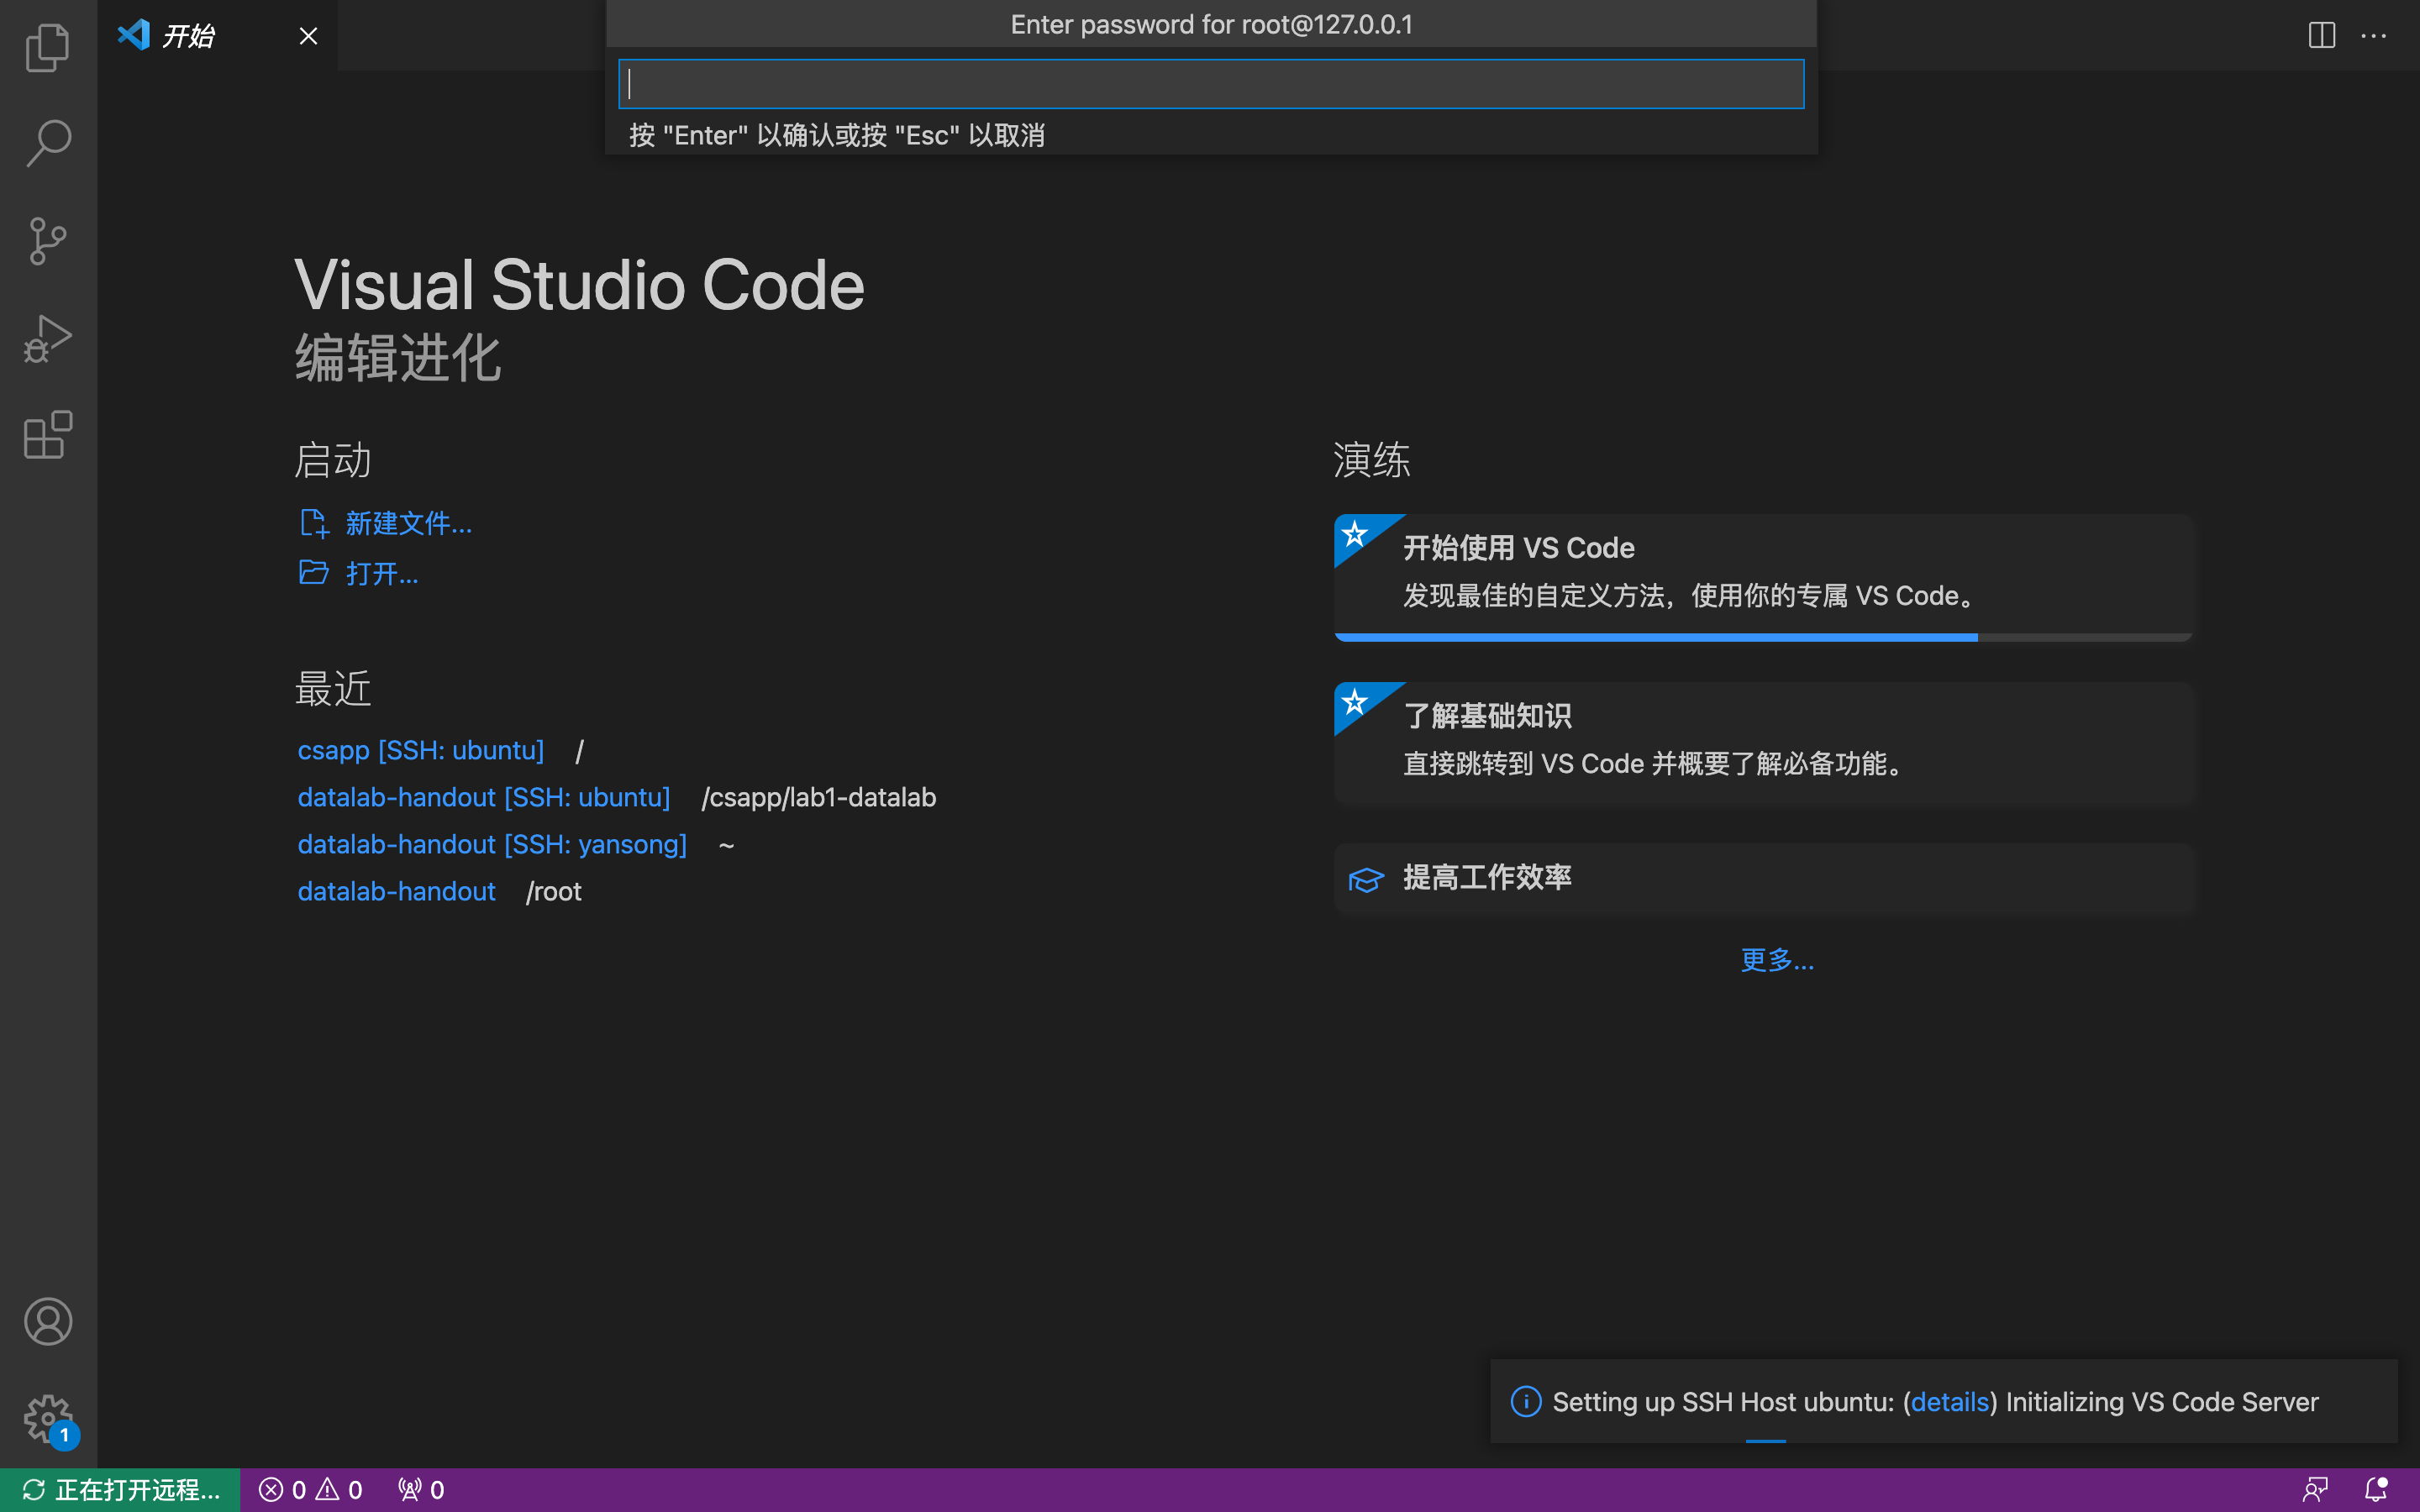 开始
Enter password for root@127.0.0.1
按 "Enter" 以确认或按 "Esc" 以取消
Visual Studio Code
编辑进化
启动
新建文件...
打开...
最近
csapp [SSH: ubuntu] /
datalab-handout [SSH: ubuntu] /csapp/lab1-datalab
datalab-handout [SSH: yansong] ~
datalab-handout /root
演练
开始使用 VS Code
发现最佳的自定义方法，使用你的专属 VS Code。
了解基础知识
直接跳转到 VS Code 并概要了解必备功能。
提高工作效率
更多...
Setting up SSH Host ubuntu: (details) Initializing VS Code Server
1
正在打开远程... 0 0 0